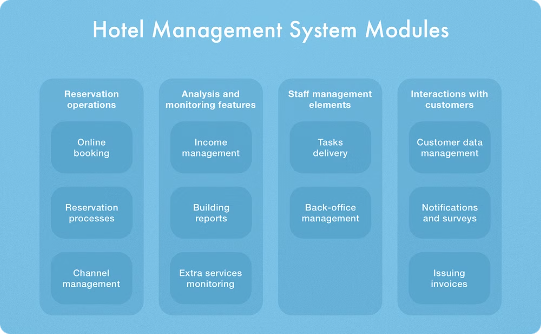 Hotel Management System Modules
Reservation
operations
Online
booking
Reservation
processes
Channel
management
Analysis and
monitoring features
Income
management
Building
reports
Extra services
monitoring
Staff management
elements
Tasks
delivery
Back-office
management
Interactions with
customers
Customer data
management
Notifications
and surveys
Issuing
invoices